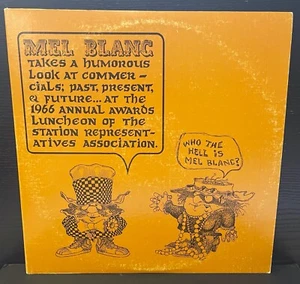 MEL BLANC
TAKES A HUMOROUS
LOOK AT COMMER-
CIALS; PAST, PRESENT,
& FUTURE... AT THE
1966 ANNUAL AWARDS
LUNCHEON OF THE
STATION REPRESENT-
ATIVES ASSOCIATION.
WHO THE
HELL IS
MEL BLANC?